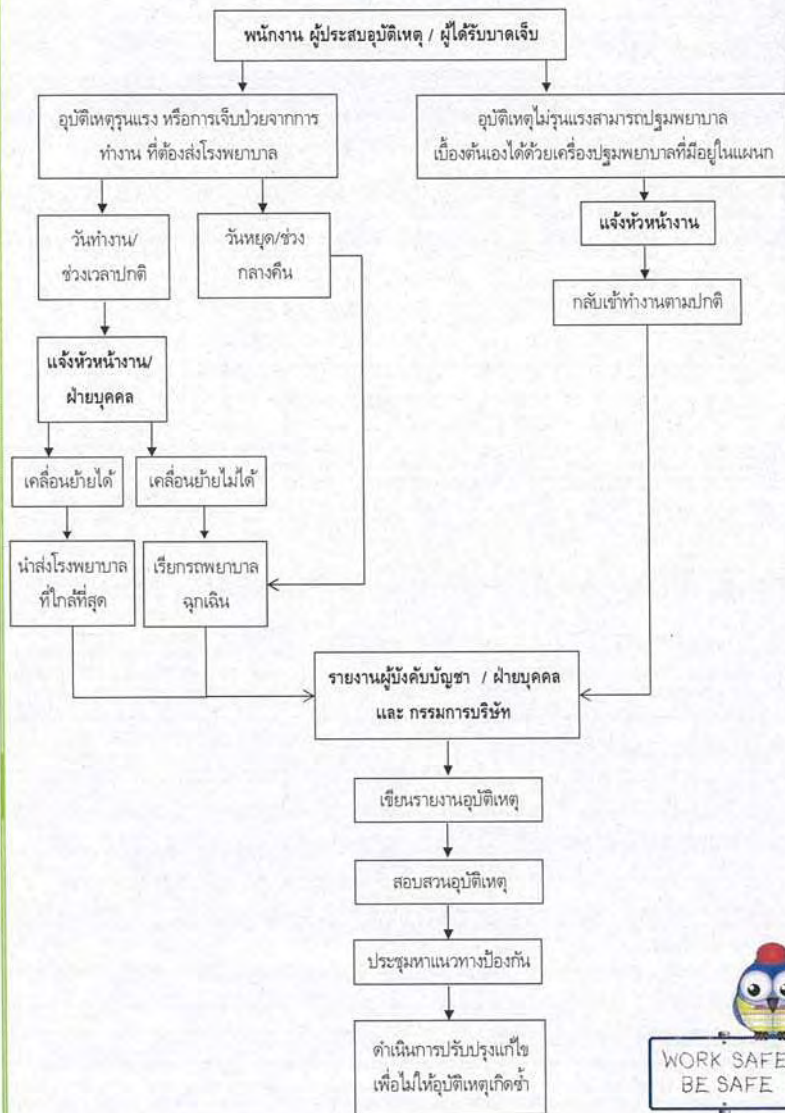 พนักงาน ผู้ประสบอุบัติเหตุ / ผู้ได้รับบาดเจ็บ
อุบัติเหตุรุนแรง หรือการเจ็บป่วยจากการ
ทำงาน ที่ต้องส่งโรงพยาบาล
อุบัติเหตุไม่รุนแรงสามารถปฐมพยาบาล
เบื้องต้นเองได้ด้วยเครื่องปฐมพยาบาลที่มีอยู่ในแผนก
วันทำงาน/
ช่วงเวลาปกติ
วันหยุด/ช่วง
กลางคืน
แจ้งหัวหน้างาน
กลับเข้าทำงานตามปกติ
แจ้งหัวหน้างาน/
ฝ่ายบุคคล
เคลื่อนย้ายได้
เคลื่อนย้ายไม่ได้
นำส่งโรงพยาบาล
ที่ใกล้ที่สุด
เรียกรถพยาบาล
ฉุกเฉิน
รายงานผู้บังคับบัญชา / ฝ่ายบุคคล
และ กรรมการบริษัท
เขียนรายงานอุบัติเหตุ
สอบสวนอุบัติเหตุ
ประชุมหาแนวทางป้องกัน
ดำเนินการปรับปรุงแก้ไข
เพื่อไม่ให้อุบัติเหตุเกิดซ้ำ
WORK SAFE
BE SAFE